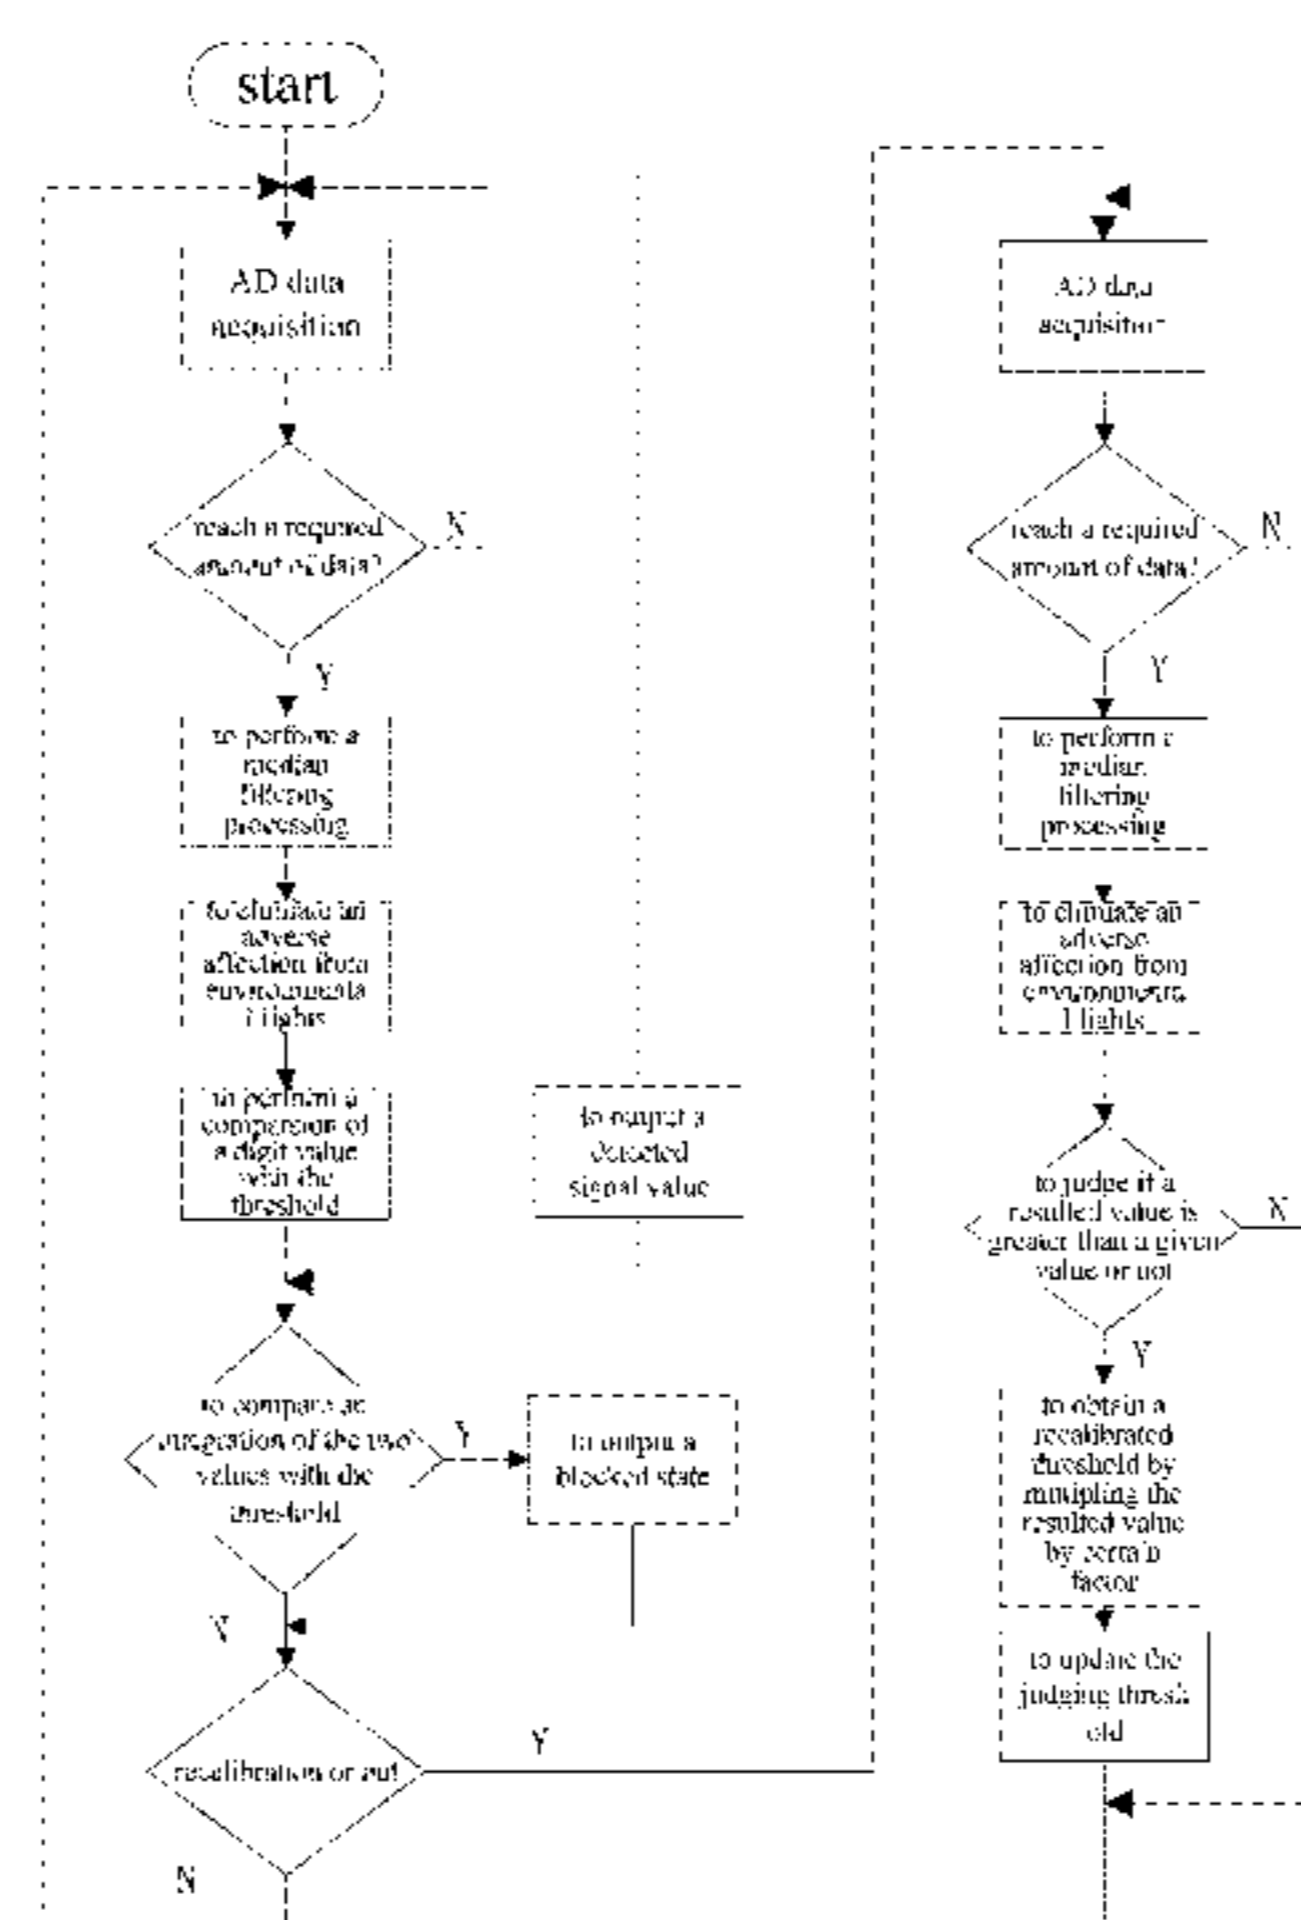 start
AD data
acquisition
reach a required
amount of data?
N
Y
to perform a
median
filtering
processing
to elimiate an
adverse
affection from
environmenta
l lights
to perform a
comparsion of
a digit value
with the
threshold
to output a
detected
signal value
to compare an
integration of the two
values with the
threshold
Y
to output a
blocked state
recalibration or not
Y
N
AD data
acquisition
reach a required
amount of data?
N
Y
to perform a
median
filtering
processing
to elimiate an
adverse
affection from
environmenta
l lights
to judge if a
resulted value is
greater than a given
value or not
N
Y
to obtain a
recalibrated
threshold by
mutipling the
resulted value
by certain
factor
to update the
judging thresh
old